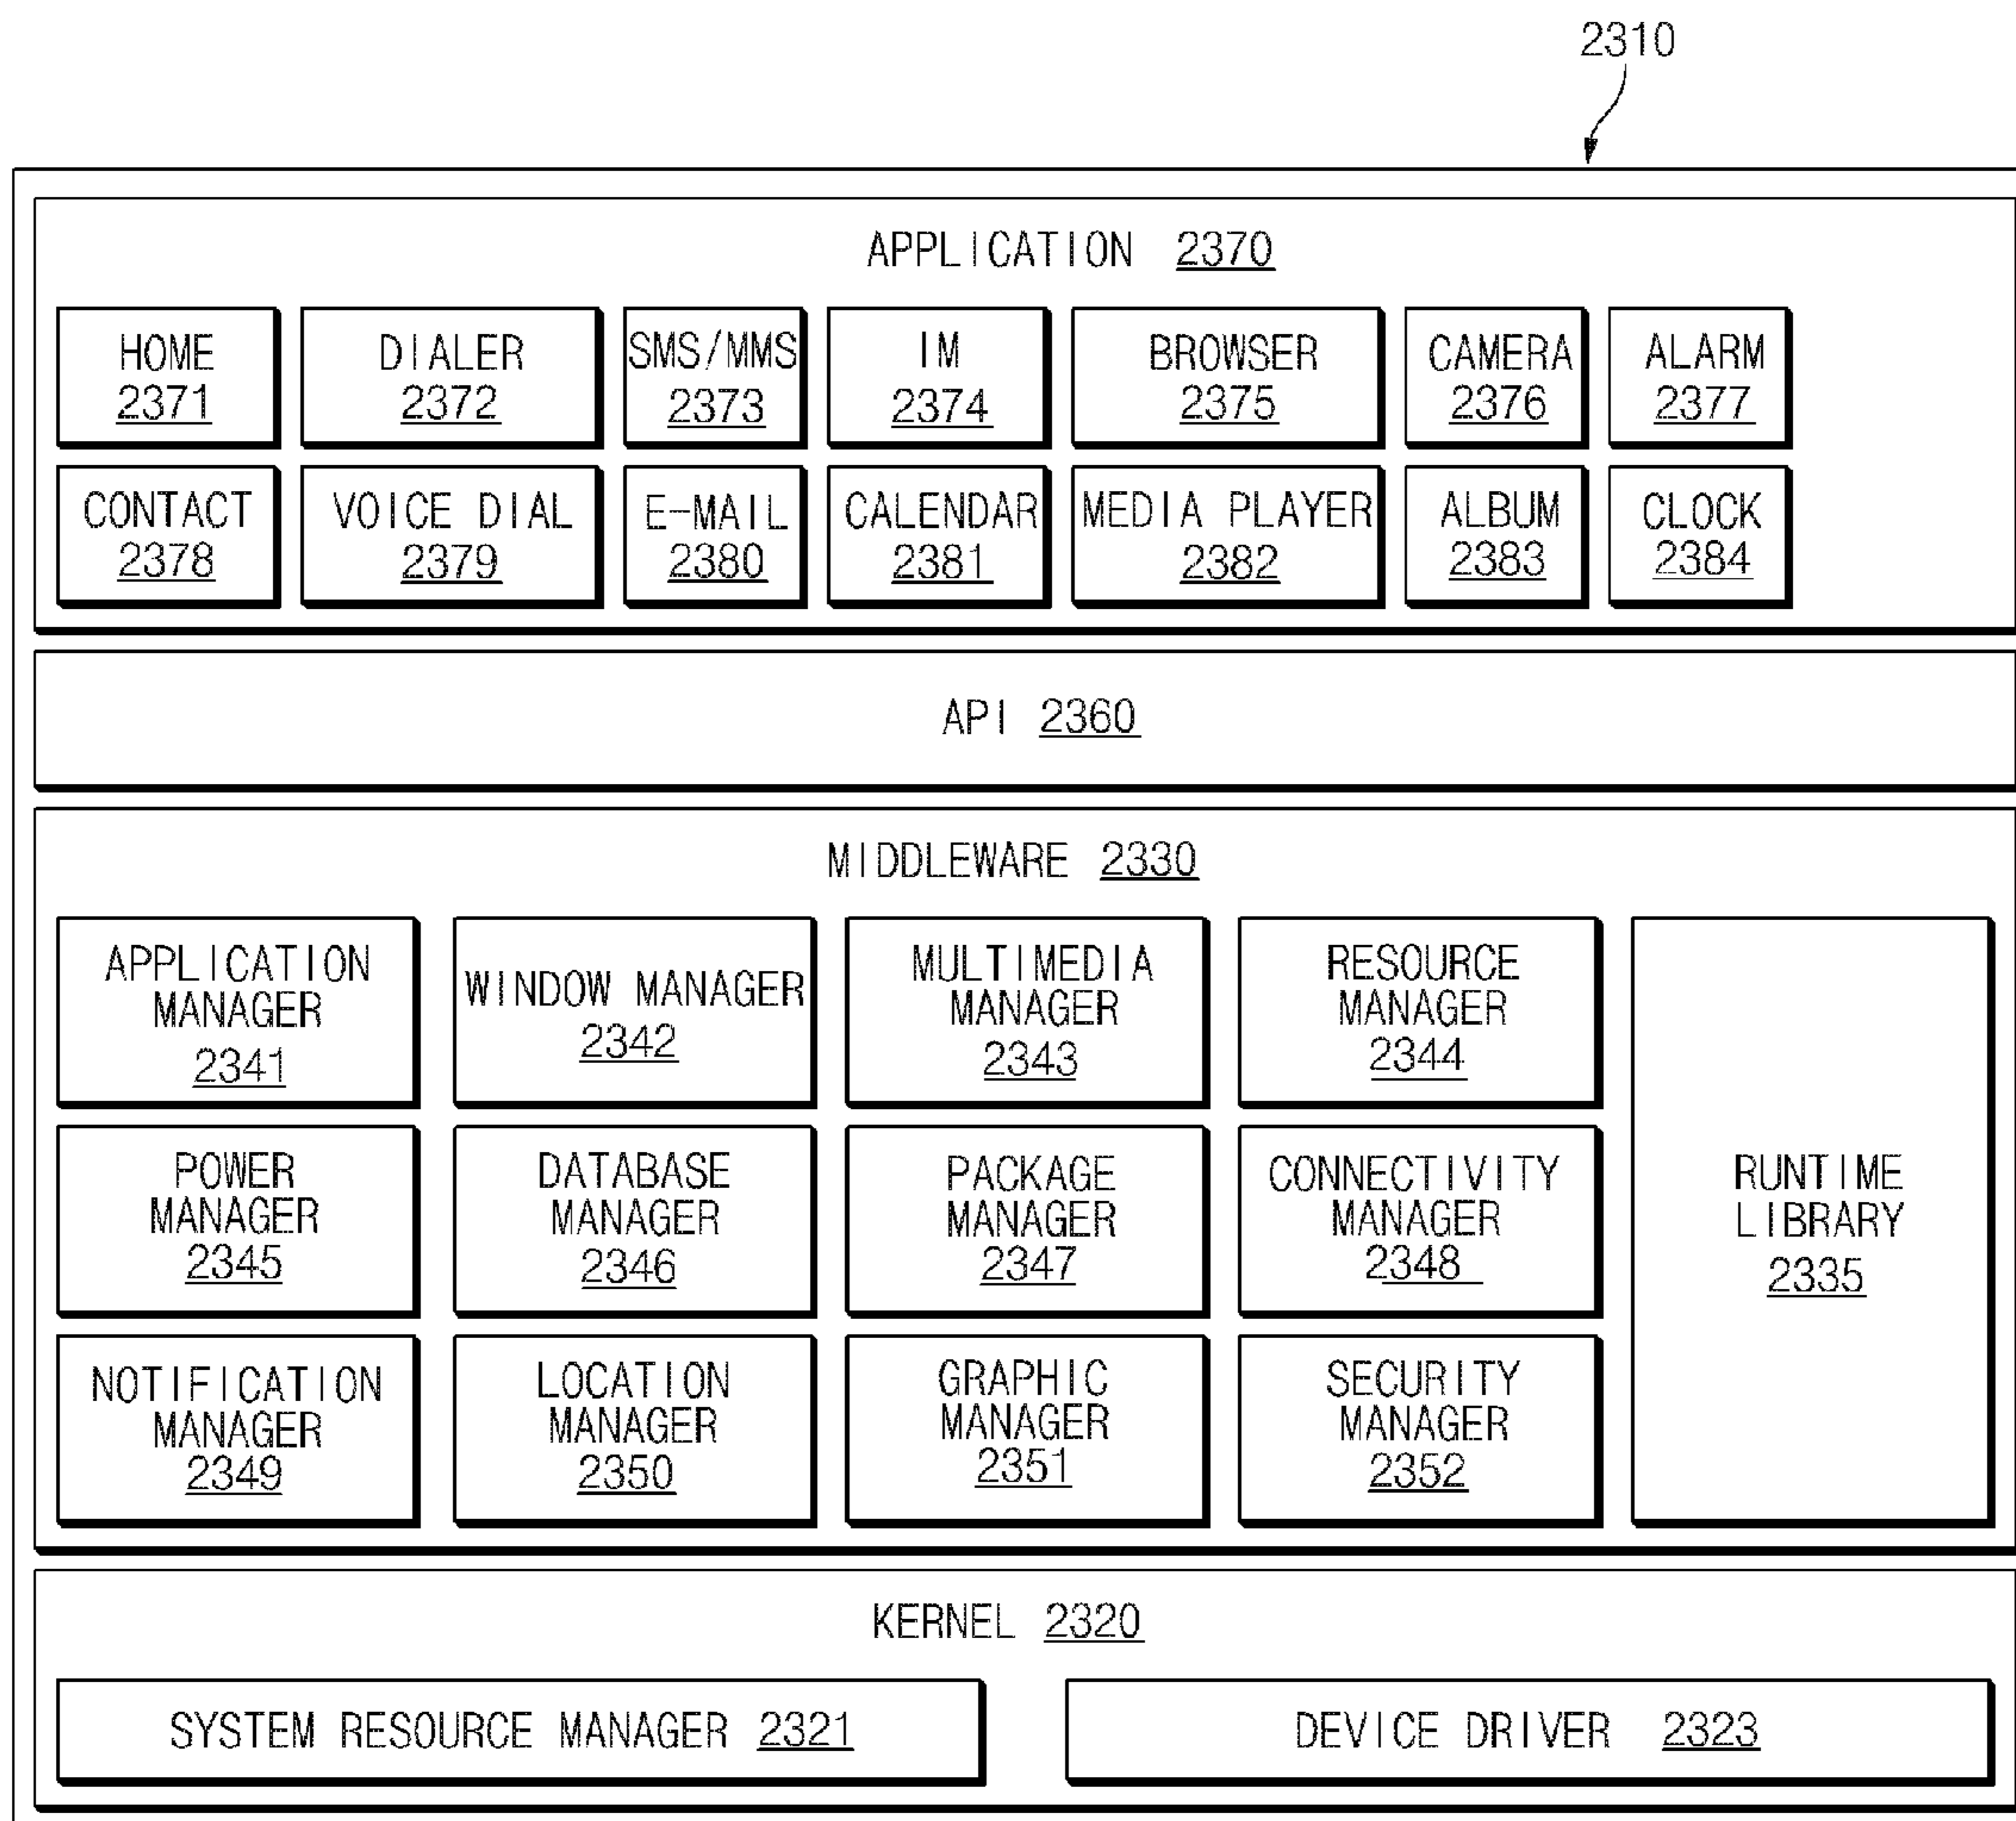 2310
APPLICATION 2370
HOME
2371
DIALER
2372
SMS/MMS
2373
IM
2374
BROWSER
2375
CAMERA
2376
ALARM
2377
CONTACT
2378
VOICE DIAL
2379
E-MAIL
2380
CALENDAR
2381
MEDIA PLAYER
2382
ALBUM
2383
CLOCK
2384
API 2360
MIDDLEWARE 2330
APPLICATION
MANAGER
2341
WINDOW MANAGER
2342
MULTIMEDIA
MANAGER
2343
RESOURCE
MANAGER
2344
POWER
MANAGER
2345
DATABASE
MANAGER
2346
PACKAGE
MANAGER
2347
CONNECTIVITY
MANAGER
2348
RUNTIME
LIBRARY
2335
NOTIFICATION
MANAGER
2349
LOCATION
MANAGER
2350
GRAPHIC
MANAGER
2351
SECURITY
MANAGER
2352
KERNEL 2320
SYSTEM RESOURCE MANAGER 2321
DEVICE DRIVER 2323